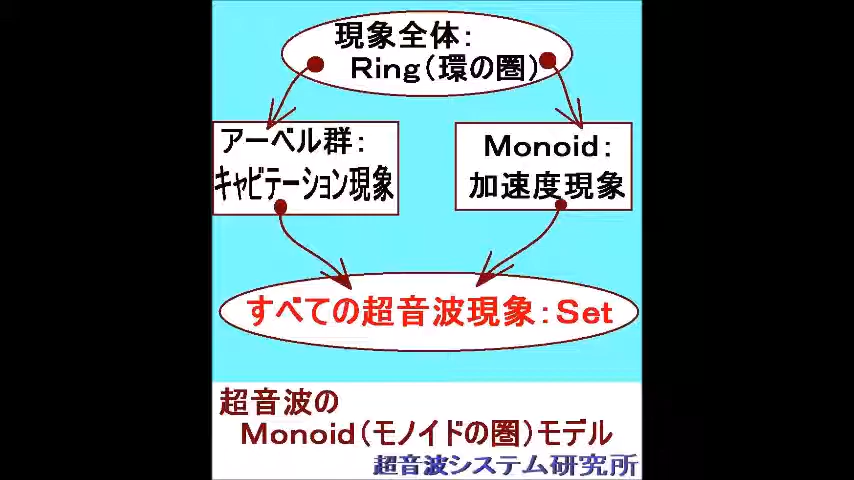 現象全体：
Ring（環の圏）
アーベル群：
キャビテーション現象
Monoid：
加速度現象
すべての超音波現象：Set
超音波の
Monoid（モノイドの圏）モデル
超音波システム研究所